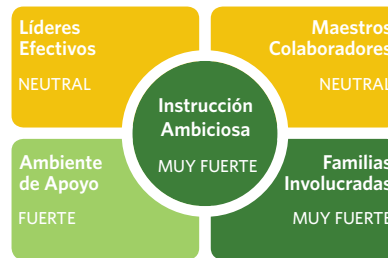 Líderes
Efectivos
NEUTRAL
Maestros
Colaboradores
NEUTRAL
Instrucción
Ambiciosa
MUY FUERTE
Ambiente
de Apoyo
FUERTE
Familias
Involucradas
MUY FUERTE